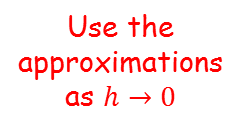 Use the
approximations
as h → 0